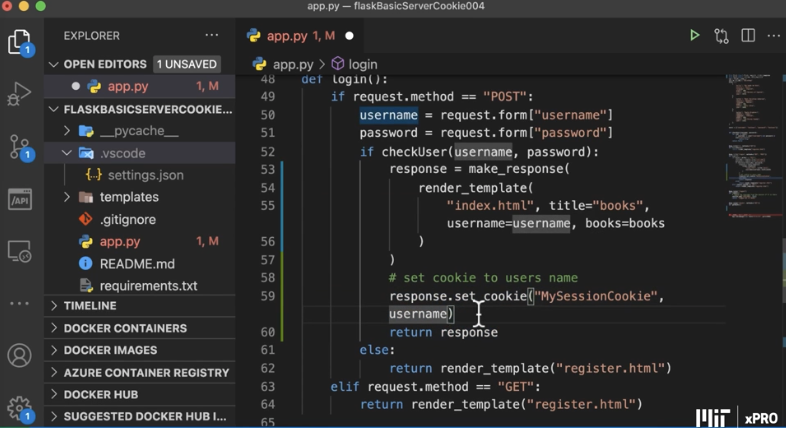 app.py — flaskBasicServerCookie004
EXPLORER
OPEN EDITORS 1 UNSAVED
app.py 1, M
FLASKBASICSERVERCOOKIE...
__pycache__
.vscode
settings.json
templates
.gitignore
app.py 1, M
README.md
requirements.txt
TIMELINE
DOCKER CONTAINERS
DOCKER IMAGES
AZURE CONTAINER REGISTRY
DOCKER HUB
SUGGESTED DOCKER HUB I...
1
1
/API
1
app.py 1, M
app.py > login
48 def login():
49 if request.method == "POST":
50 username = request.form["username"]
51 password = request.form["password"]
52 if checkUser(username, password):
53 response = make_response(
54 render_template(
55 "index.html", title="books",
username=username, books=books
56 )
57 )
58 # set cookie to users name
59 response.set_cookie("MySessionCookie",
username)
60 return response
61 else:
62 return render_template("register.html")
63 elif request.method == "GET":
64 return render_template("register.html")
65
MIT xPRO